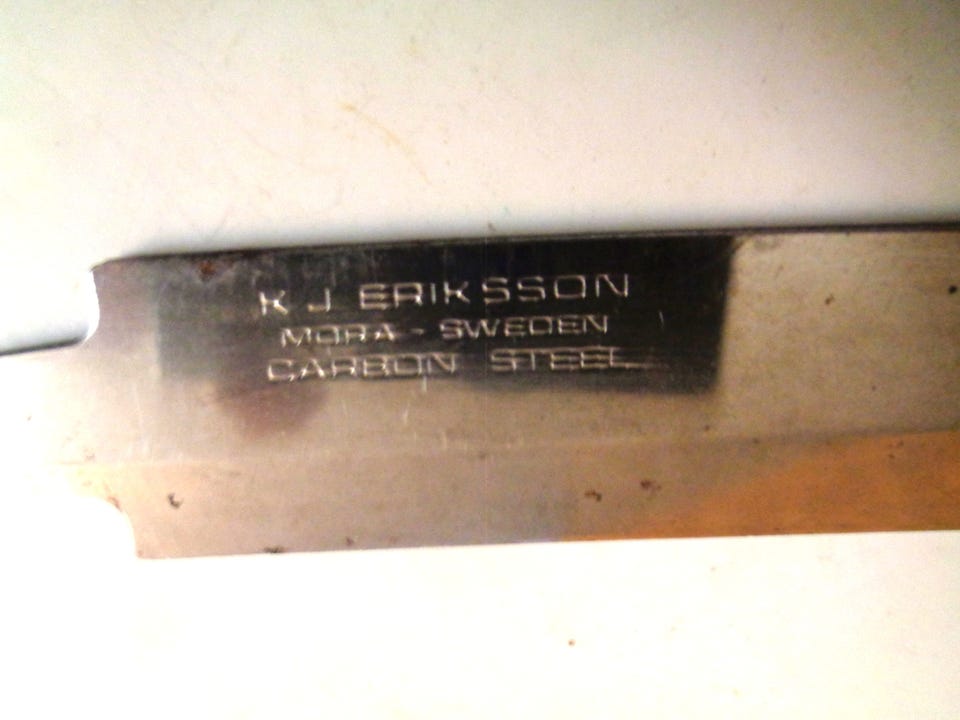 K J ERIKSSON
MORA - SWEDEN
CARBON STEEL